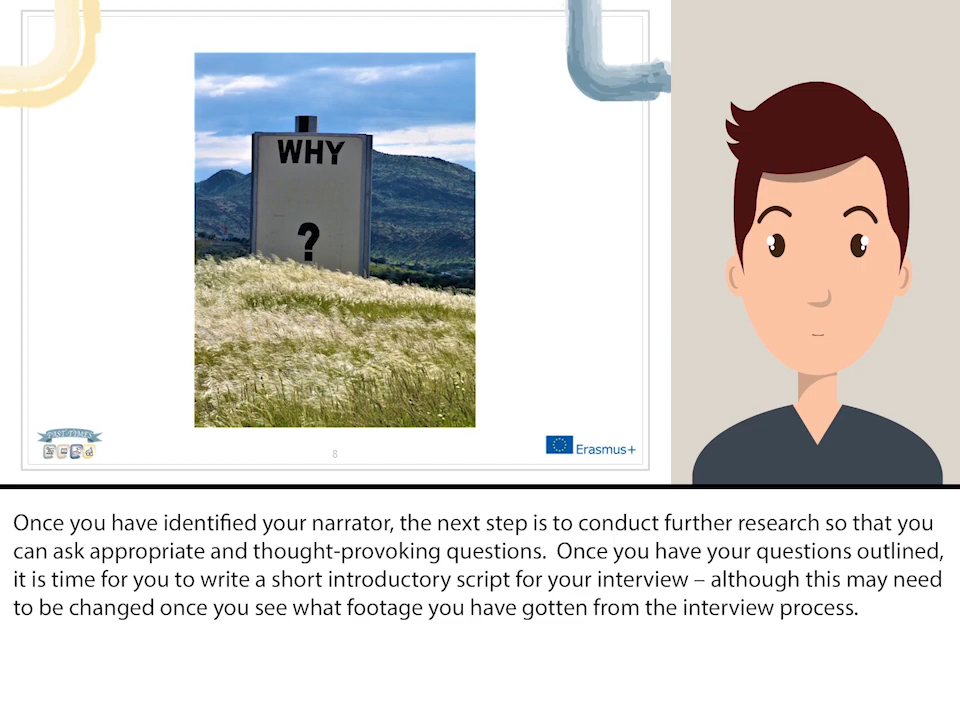 WHY
?
PAST-TIMES
8
Erasmus+
Once you have identified your narrator, the next step is to conduct further research so that you
can ask appropriate and thought-provoking questions.  Once you have your questions outlined,
it is time for you to write a short introductory script for your interview – although this may need
to be changed once you see what footage you have gotten from the interview process.